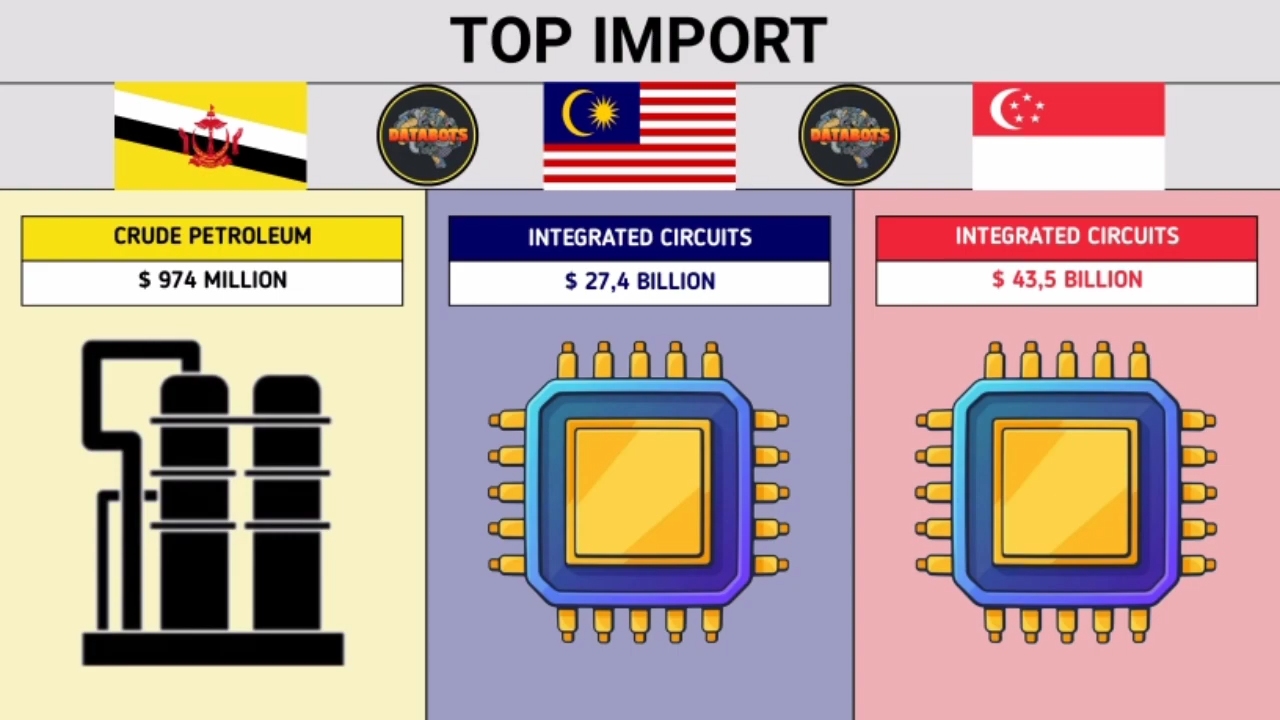 TOP IMPORT
DATABOTS
DATABOTS
CRUDE PETROLEUM
$ 974 MILLION
INTEGRATED CIRCUITS
$ 27,4 BILLION
INTEGRATED CIRCUITS
$ 43,5 BILLION